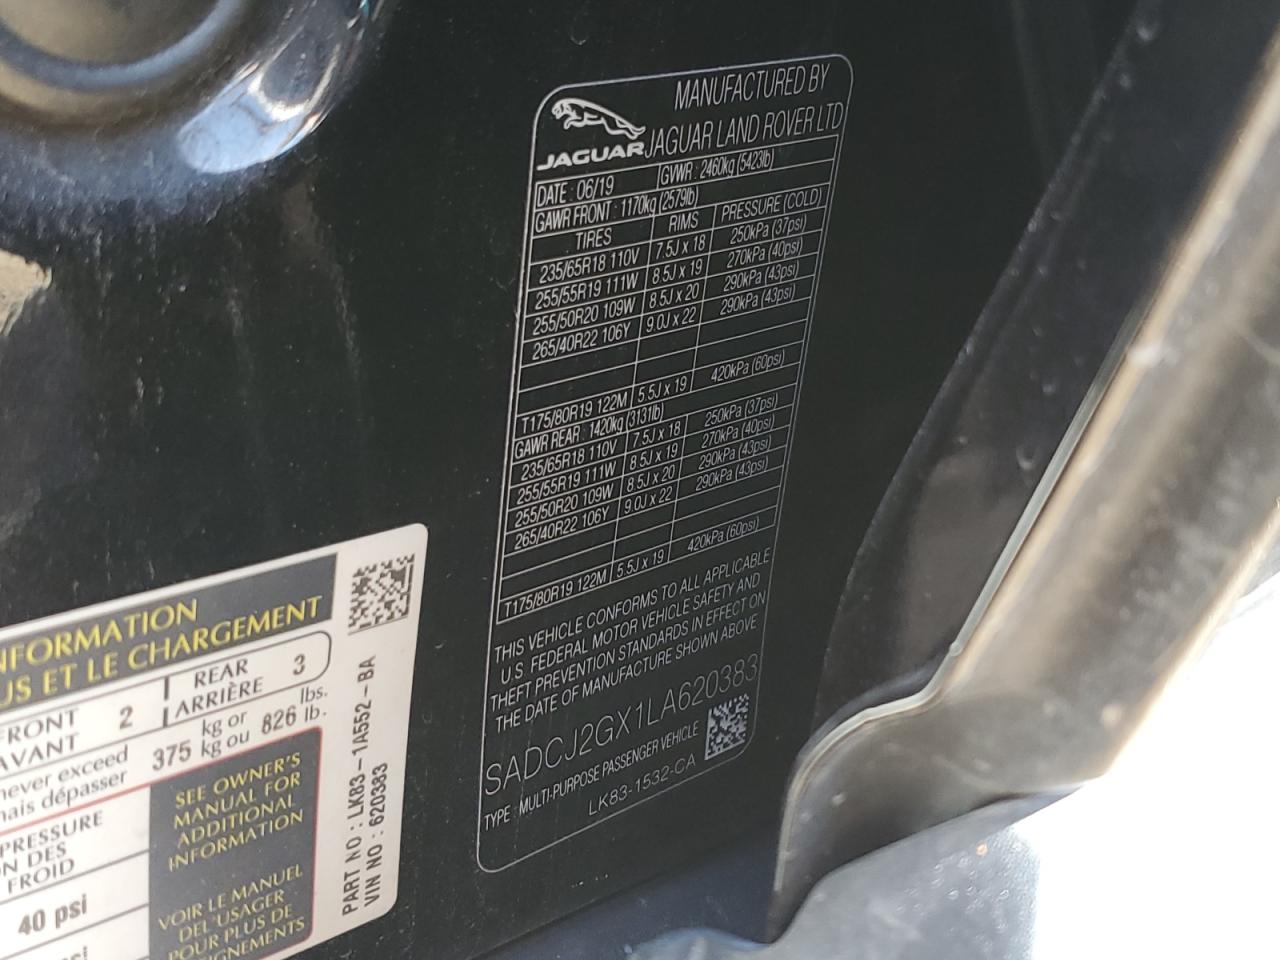 MANUFACTURED BY
JAGUAR JAGUAR LAND ROVER LTD
DATE : 06/19 GVWR : 2460kg (5423lb)
GAWR FRONT : 1170kg (2579lb)
TIRES RIMS PRESSURE (COLD)
235/65R18 110V 7.5J x 18 250kPa (37psi)
255/55R19 111W 8.5J x 19 270kPa (40psi)
255/50R20 109W 8.5J x 20 290kPa (43psi)
265/40R22 106Y 9.0J x 22 290kPa (43psi)
T175/80R19 122M 5.5J x 19 420kPa (60psi)
GAWR REAR : 1420kg (3131lb)
235/65R18 110V 7.5J x 18 250kPa (37psi)
255/55R19 111W 8.5J x 19 270kPa (40psi)
255/50R20 109W 8.5J x 20 290kPa (43psi)
265/40R22 106Y 9.0J x 22 290kPa (43psi)
T175/80R19 122M 5.5J x 19 420kPa (60psi)
THIS VEHICLE CONFORMS TO ALL APPLICABLE
U.S. FEDERAL MOTOR VEHICLE SAFETY AND
THEFT PREVENTION STANDARDS IN EFFECT ON
THE DATE OF MANUFACTURE SHOWN ABOVE
SADCJ2GX1LA620383
TYPE : MULTI-PURPOSE PASSENGER VEHICLE
LK83-1532-CA
NFORMATION
US ET LE CHARGEMENT
FRONT 2 REAR 3
AVANT ARRIÈRE
never exceed 375 kg or 826 lbs.
mais dépasser kg ou lb.
PRESSURE
ON DES
FROID
40 psi
SEE OWNER'S
MANUAL FOR
ADDITIONAL
INFORMATION
VOIR LE MANUEL
DE L'USAGER
POUR PLUS DE
SIGNEMENTS
PART NO : LK83-1A552-BA
VIN NO : 620383